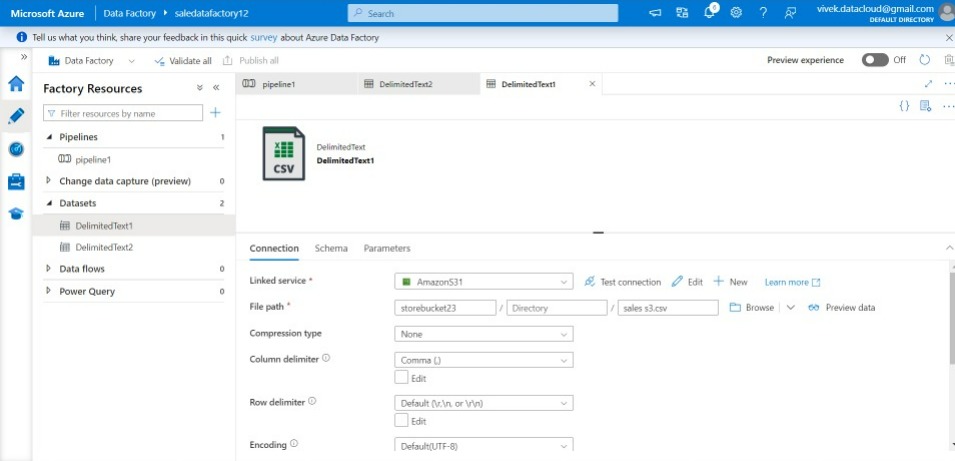 Microsoft Azure | Data Factory ▸ saledatafactory12
Search
6
vivek.datacloud@gmail.com
DEFAULT DIRECTORY
Tell us what you think, share your feedback in this quick survey about Azure Data Factory
Data Factory
Validate all
Publish all
Preview experience
Off
Factory Resources
Filter resources by name
Pipelines 1
pipeline1
Change data capture (preview) 0
Datasets 2
DelimitedText1
DelimitedText2
Data flows 0
Power Query 0
pipeline1
DelimitedText2
DelimitedText1
CSV
DelimitedText
DelimitedText1
Connection
Schema
Parameters
Linked service *
AmazonS31
Test connection
Edit
New
Learn more
File path *
storebucket23 / Directory / sales s3.csv
Browse
Preview data
Compression type
None
Column delimiter
Comma (,)
Edit
Row delimiter
Default (\r,\n, or \r\n)
Edit
Encoding
Default(UTF-8)